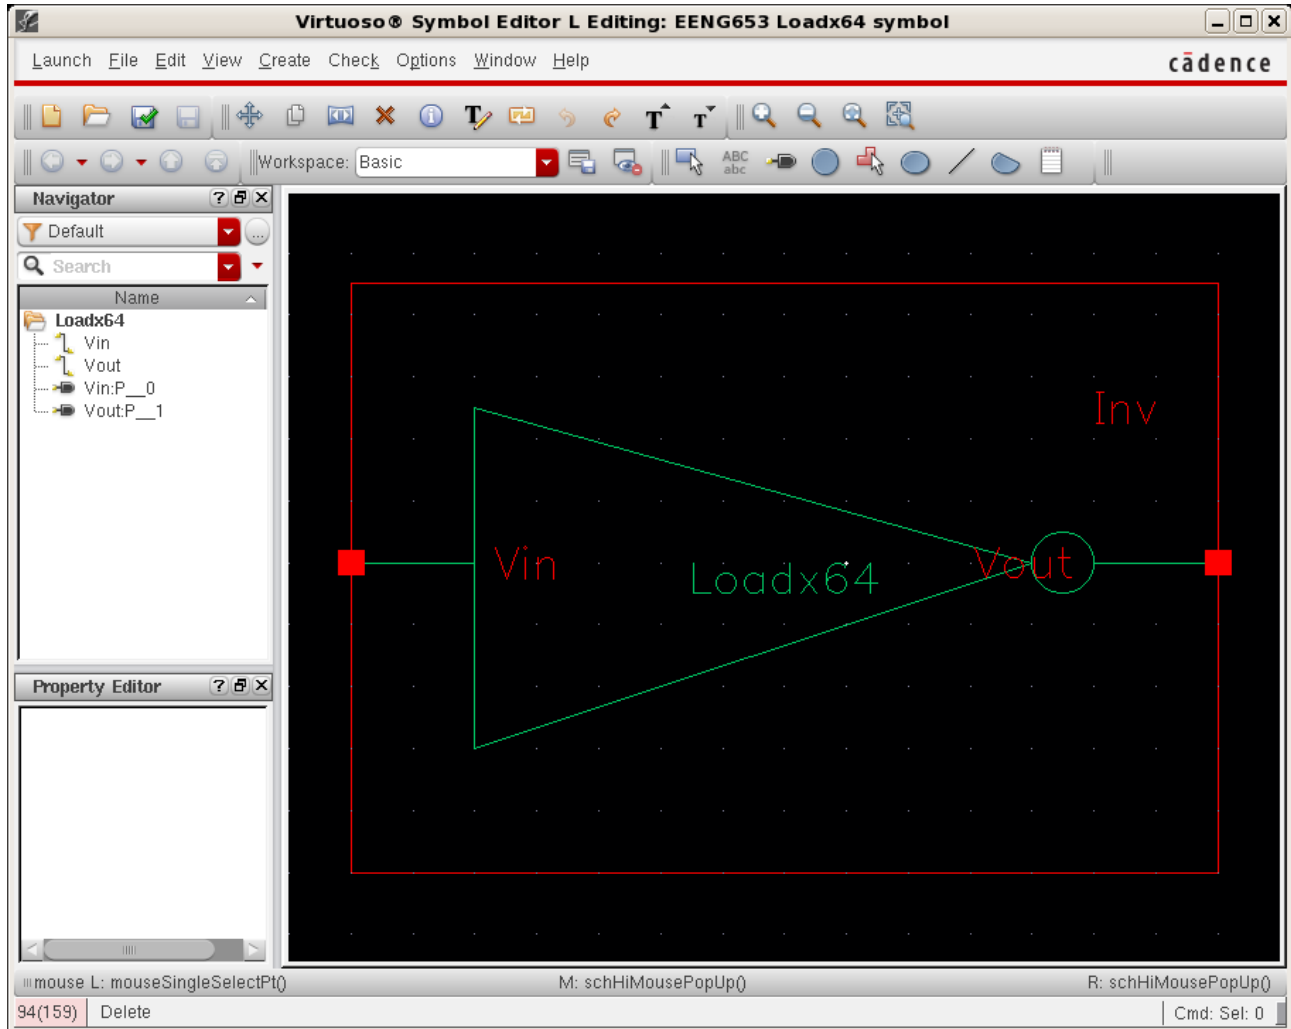 Virtuoso® Symbol Editor L Editing: EENG653 Loadx64 symbol
Launch File Edit View Create Check Options Window Help
cādence
Workspace: Basic
ABC
abc
Navigator
Default
Search
Name
Loadx64
Vin
Vout
Vin:P__0
Vout:P__1
Inv
Vin
Loadx64
Vout
Property Editor
mouse L: mouseSingleSelectPt()
M: schHiMousePopUp()
R: schHiMousePopUp()
94(159)
Delete
Cmd: Sel: 0